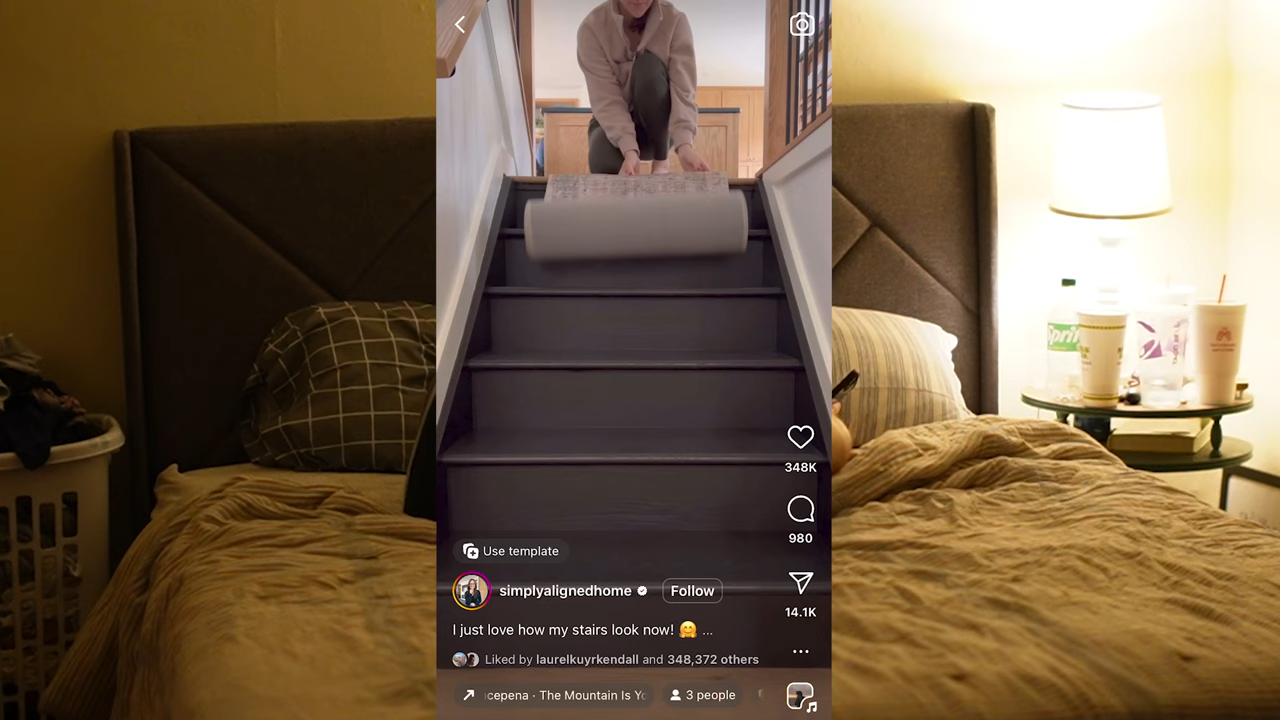 348K
980
Use template
simplyalignedhome
Follow
14.1K
I just love how my stairs look now! 🤗 ...
Liked by laurelkuyrkendall and 348,372 others
cepena · The Mountain Is Yo
3 people
Sprite